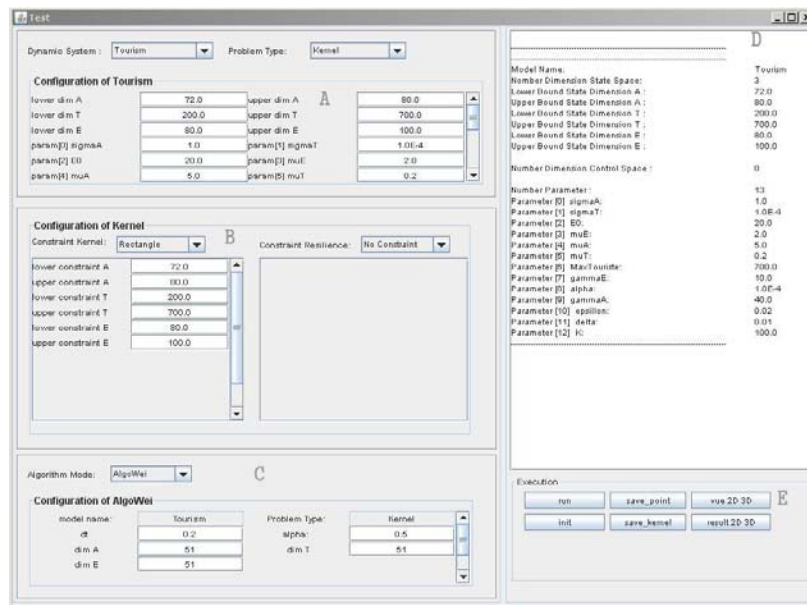 Test
Dynamic System : Tourism Problem Type: Kernel
Configuration of Tourism
A
lower dim A 72.0 upper dim A 80.0
lower dim T 200.0 upper dim T 700.0
lower dim E 80.0 upper dim E 100.0
param[0] sigmaA 1.0 param[1] sigmaT 1.0E-4
param[2] E0 20.0 param[3] muE 2.0
param[4] muA 5.0 param[5] muT 0.2
Configuration of Kernel
B
Constraint Kernel: Rectangle Constraint Resilience: No Constraint
lower constraint A 72.0
upper constraint A 80.0
lower constraint T 200.0
upper constraint T 700.0
lower constraint E 80.0
upper constraint E 100.0
Algorithm Mode: AlgoWei C
Configuration of AlgoWei
model name: Tourism Problem Type: Kernel
dt 0.2 alpha: 0.5
dim A 51 dim T 51
dim E 51
D
Model Name: Tourism
Nomber Dimension State Space: 3
Lower Bound State Dimension A : 72.0
Upper Bound State Dimension A : 80.0
Lower Bound State Dimension T : 200.0
Upper Bound State Dimension T : 700.0
Lower Bound State Dimension E : 80.0
Upper Bound State Dimension E : 100.0
Number Dimension Control Space : 0
Number Parameter : 13
Parameter [0] sigmaA: 1.0
Parameter [1] sigmaT: 1.0E-4
Parameter [2] E0: 20.0
Parameter [3] muE: 2.0
Parameter [4] muA: 5.0
Parameter [5] muT: 0.2
Parameter [6] MaxTouriste: 700.0
Parameter [7] gammaE: 10.0
Parameter [8] alpha: 1.0E-4
Parameter [9] gammaA: 40.0
Parameter [10] epsillon: 0.02
Parameter [11] delta: 0.01
Parameter [12] K: 100.0
Execution
run save_point vue 2D 3D E
init save_kernel result 2D 3D